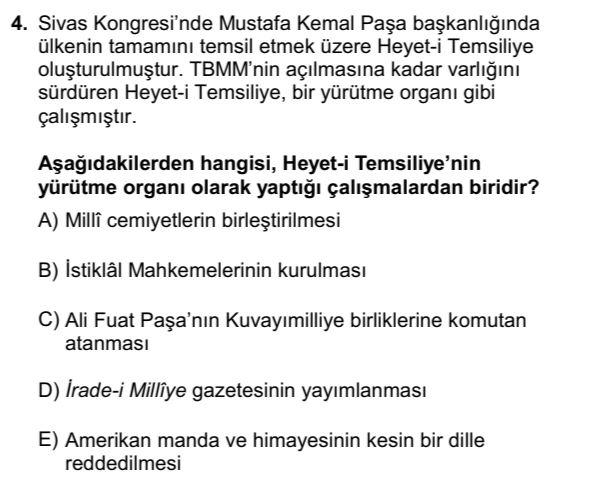 4. Sivas Kongresi’nde Mustafa Kemal Paşa başkanlığında
ülkenin tamamını temsil etmek üzere Heyet-i Temsiliye
oluşturulmuştur. TBMM’nin açılmasına kadar varlığını
sürdüren Heyet-i Temsiliye, bir yürütme organı gibi
çalışmıştır.
Aşağıdakilerden hangisi, Heyet-i Temsiliye’nin
yürütme organı olarak yaptığı çalışmalardan biridir?
A) Millî cemiyetlerin birleştirilmesi
B) İstiklâl Mahkemelerinin kurulması
C) Ali Fuat Paşa’nın Kuvayımilliye birliklerine komutan
atanması
D) İrade-i Millîye gazetesinin yayımlanması
E) Amerikan manda ve himayesinin kesin bir dille
reddedilmesi